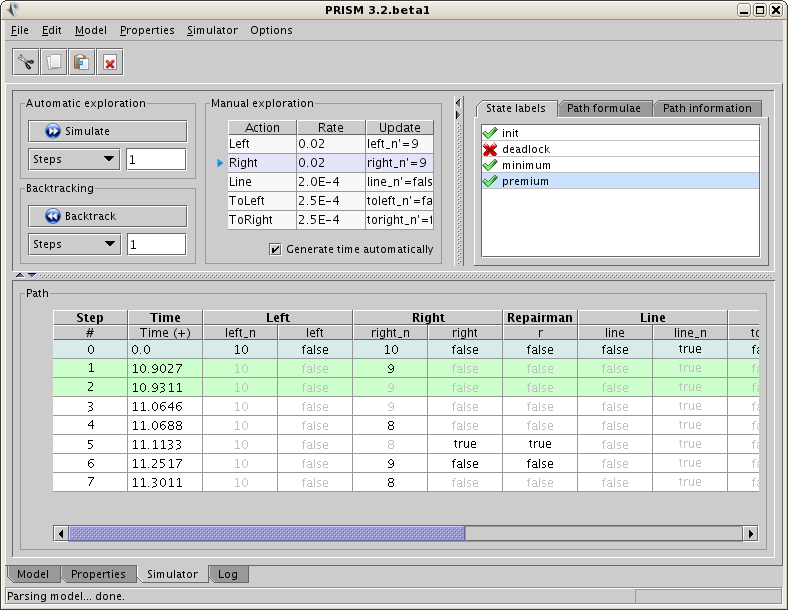 PRISM 3.2.beta1
File Edit Model Properties Simulator Options
Automatic exploration
Simulate
Steps 1
Backtracking
Backtrack
Steps 1
Manual exploration
Action Rate Update
Left 0.02 left_n'=9
Right 0.02 right_n'=9
Line 2.0E-4 line_n'=fals
ToLeft 2.5E-4 toleft_n'=
ToRight 2.5E-4 toright_n'=
Generate time automatically
State labels Path formulae Path information
init
deadlock
minimum
premium
Path
Step Time Left Right Repairman Line
# Time (+) left_n left right_n right r line line_n to
0 0.0 10 false 10 false false false true fa
1 10.9027 10 false 9 false false false true fa
2 10.9311 10 false 9 false false false true fa
3 11.0646 10 false 9 false false false true fa
4 11.0688 10 false 8 false false false true fa
5 11.1133 10 false 8 true true false true fa
6 11.2517 10 false 9 false false false true fa
7 11.3011 10 false 8 false false false true fa
Model Properties Simulator Log
Parsing model... done.